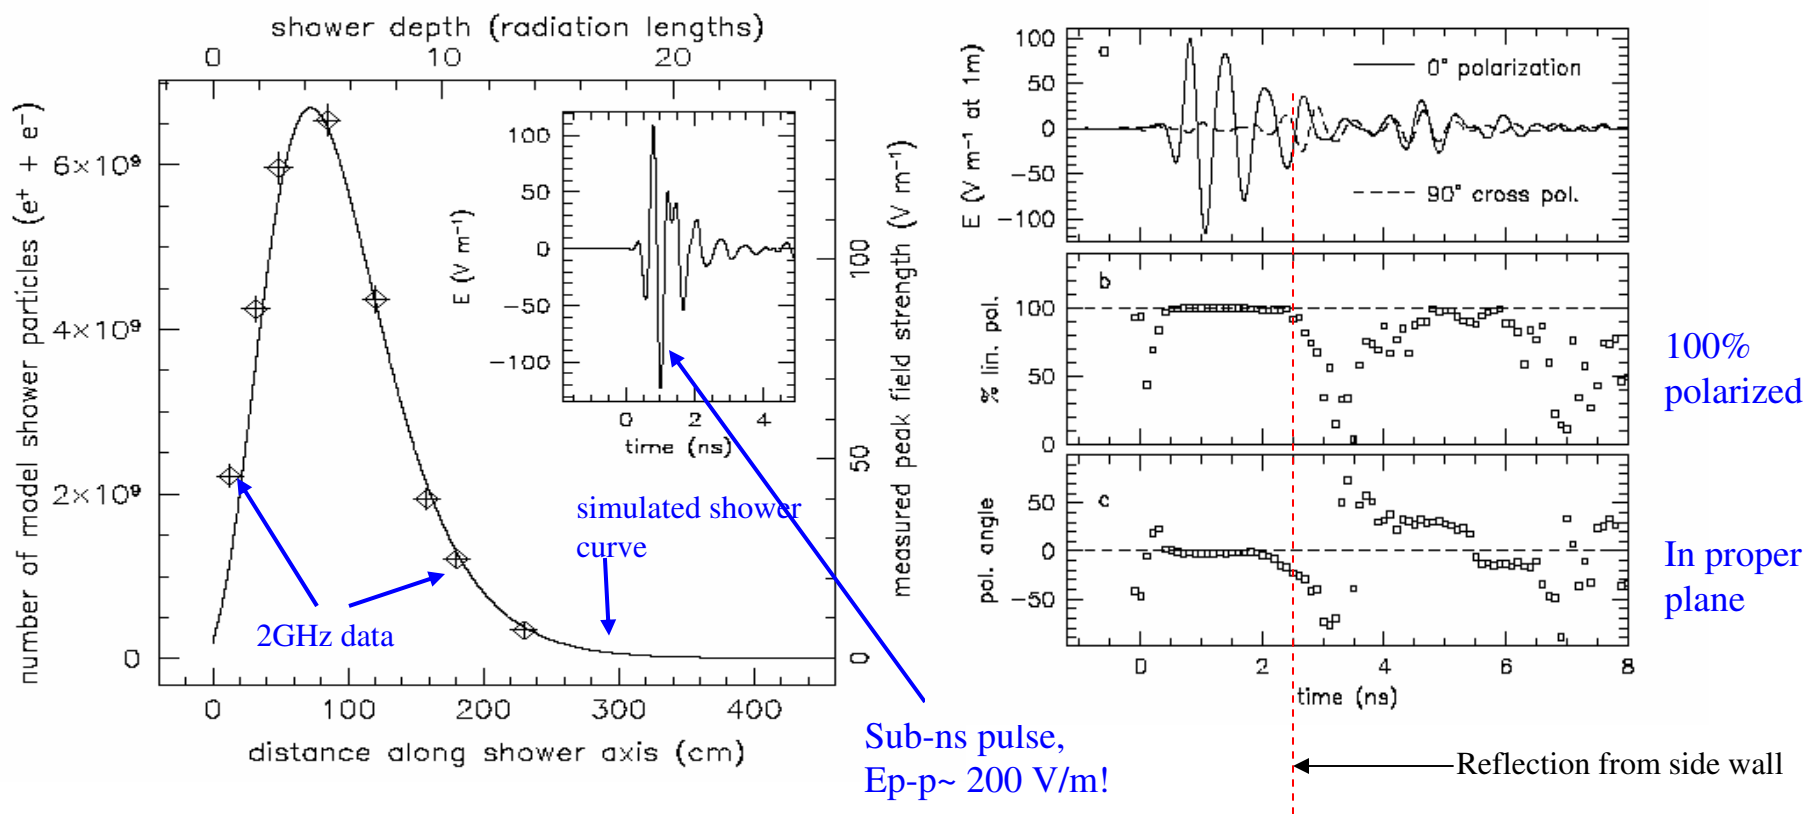 shower depth (radiation lengths)
0 10 20
number of model shower particles (e⁺ + e⁻)
6×10⁹
4×10⁹
2×10⁹
0
0 100 200 300 400
distance along shower axis (cm)
measured peak field strength (V m⁻¹)
100
50
0
E (V m⁻¹)
100
50
0
−50
−100
0 2 4
time (ns)
simulated shower
curve
2GHz data
Sub-ns pulse,
Ep-p~ 200 V/m!
E (V m⁻¹ at 1m)
100
50
0
−50
−100
a
0° polarization
90° cross pol.
% lin. pol.
100
50
0
b
pol. angle
50
0
−50
c
0 2 4 6 8
time (ns)
100%
polarized
In proper
plane
Reflection from side wall